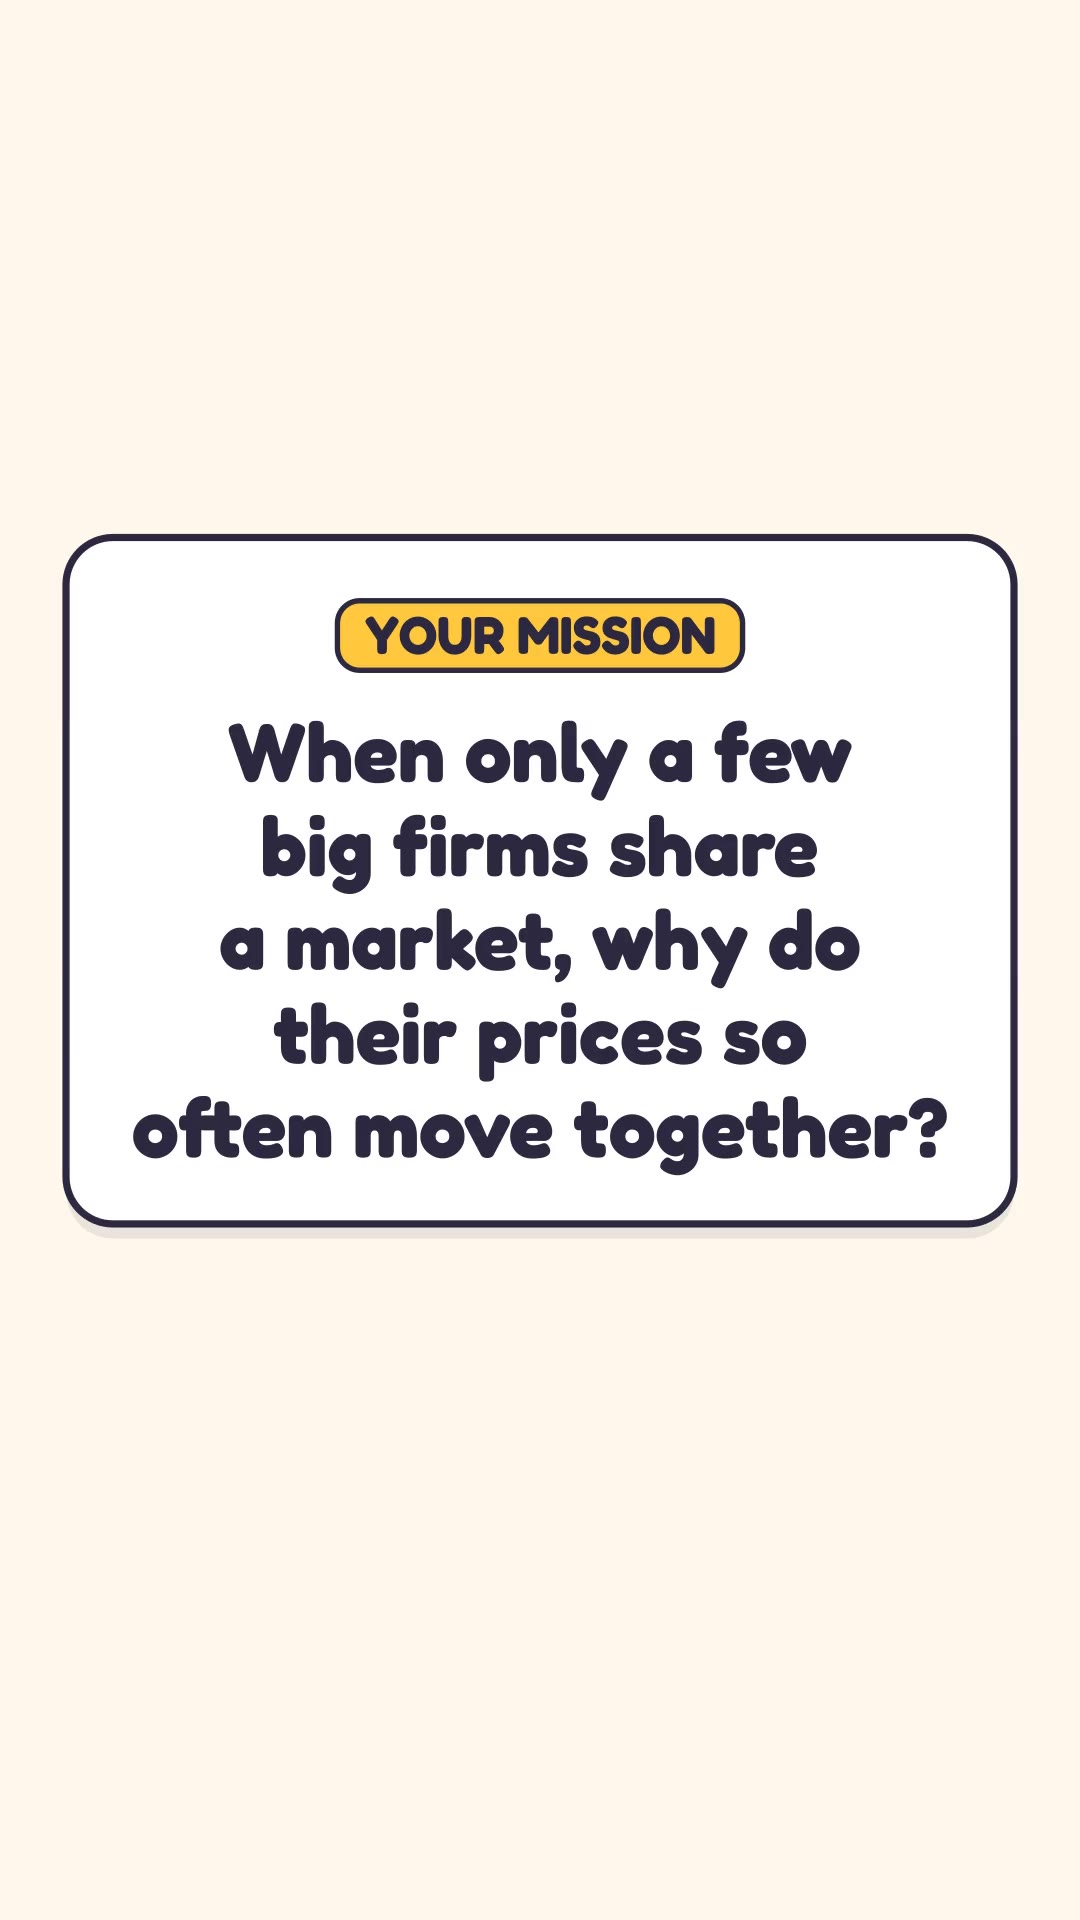 YOUR MISSION
When only a few
big firms share
a market, why do
their prices so
often move together?